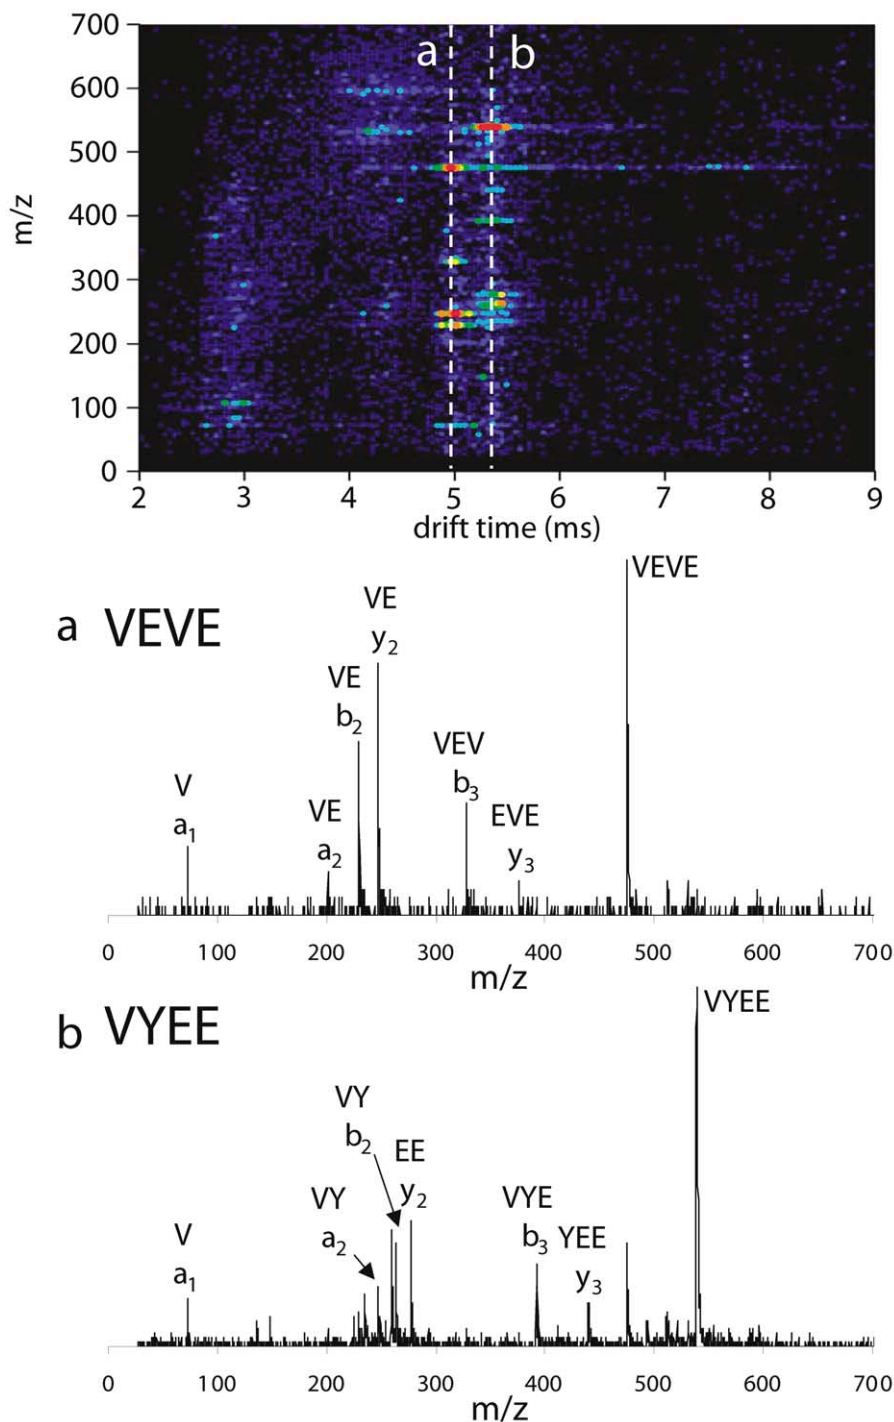 700
600
500
400
300
200
100
0
m/z
a
b
2 3 4 5 6 7 8 9
drift time (ms)
a VEVE
V
a1
VE
a2
VE
b2
VE
y2
VEV
b3
EVE
y3
VEVE
0 100 200 300 400 500 600 700
m/z
b VYEE
V
a1
VY
a2
VY
b2
EE
y2
VYE
b3
YEE
y3
VYEE
0 100 200 300 400 500 600 700
m/z